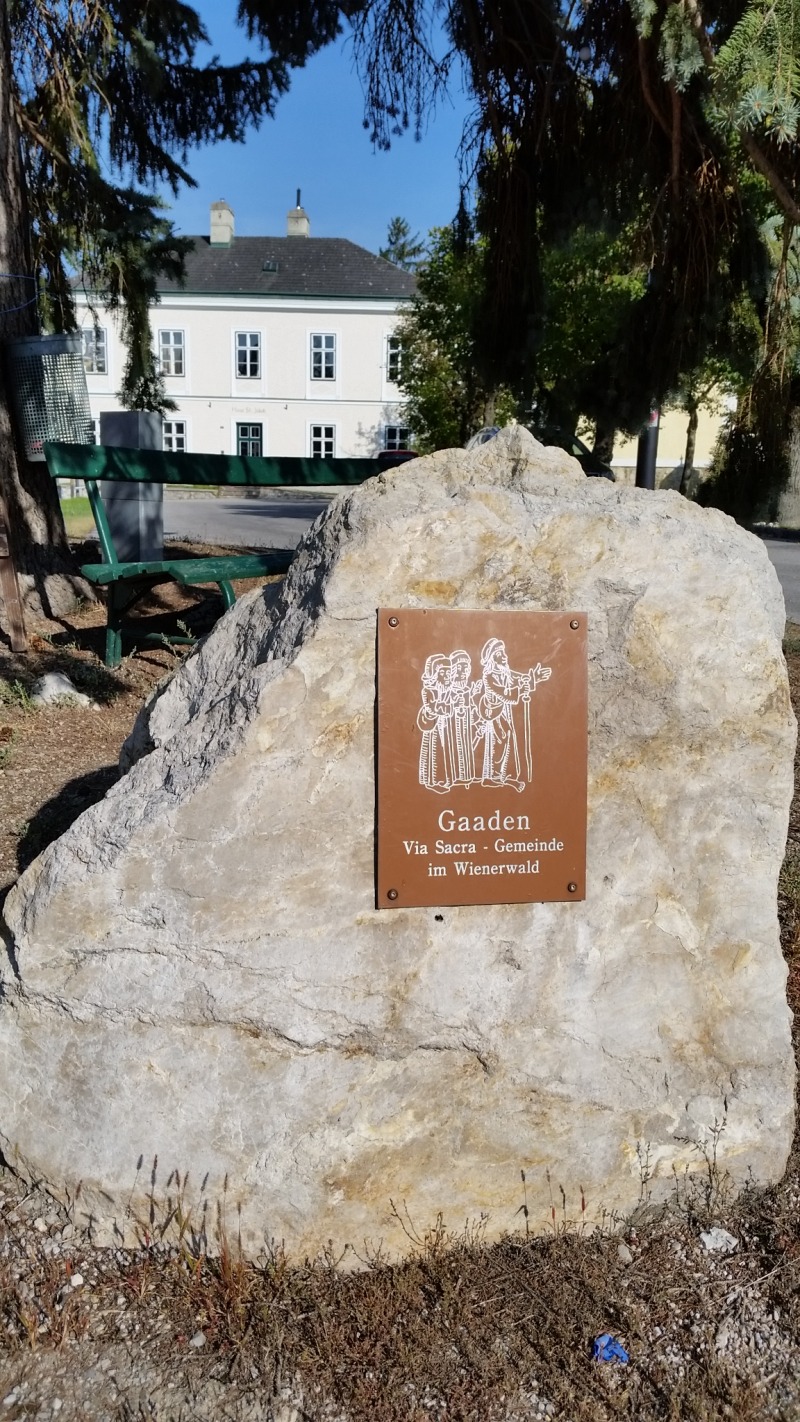 Gaaden
Via Sacra - Gemeinde
im Wienerwald